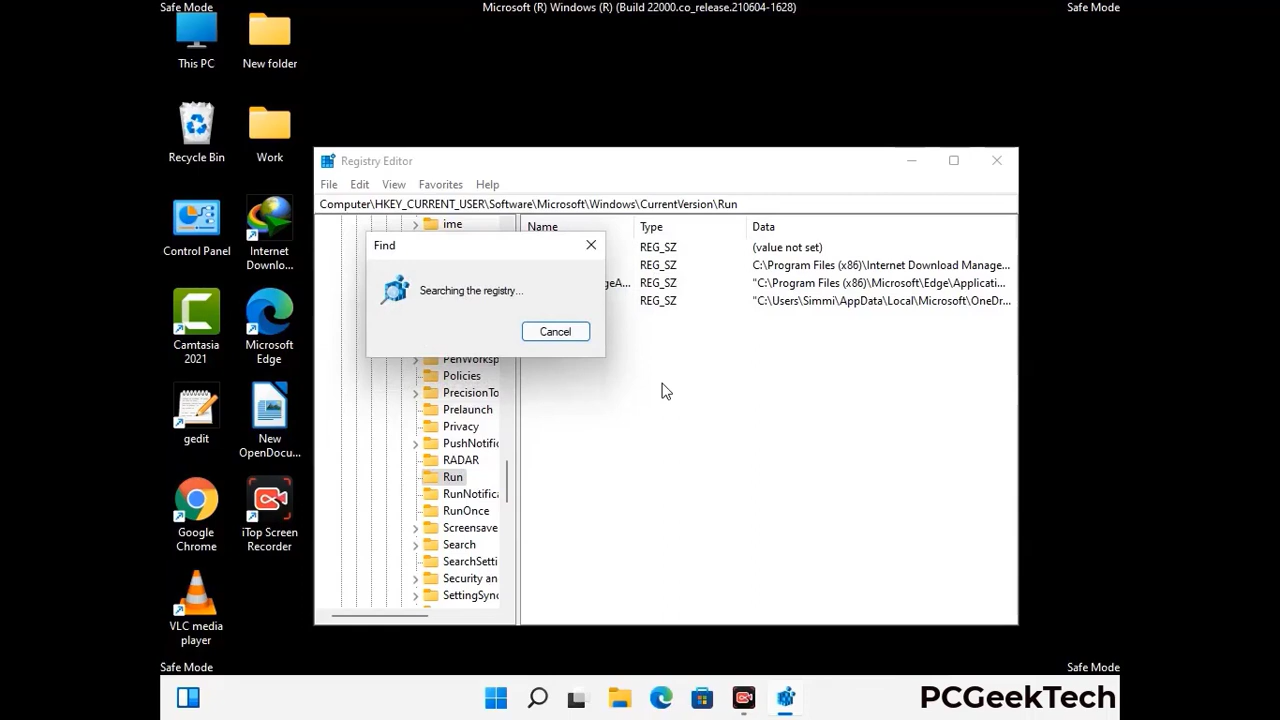 Safe Mode
Microsoft (R) Windows (R) (Build 22000.co_release.210604-1628)
Safe Mode
This PC
New folder
Recycle Bin
Work
Control Panel
Internet
Downlo...
Camtasia
2021
Microsoft
Edge
gedit
New
OpenDocu...
Google
Chrome
iTop Screen
Recorder
VLC media
player
Registry Editor
File Edit View Favorites Help
Computer\HKEY_CURRENT_USER\Software\Microsoft\Windows\CurrentVersion\Run
ime
Name Type Data
REG_SZ (value not set)
REG_SZ C:\Program Files (x86)\Internet Download Manage...
geA... REG_SZ "C:\Program Files (x86)\Microsoft\Edge\Applicati...
REG_SZ "C:\Users\Simmi\AppData\Local\Microsoft\OneDr...
Find
Searching the registry...
Cancel
PenWorksp
Policies
PrecisionTo
Prelaunch
Privacy
PushNotific
RADAR
Run
RunNotifica
RunOnce
Screensave
Search
SearchSetti
Security an
SettingSync
Safe Mode
Safe Mode
PCGeekTech